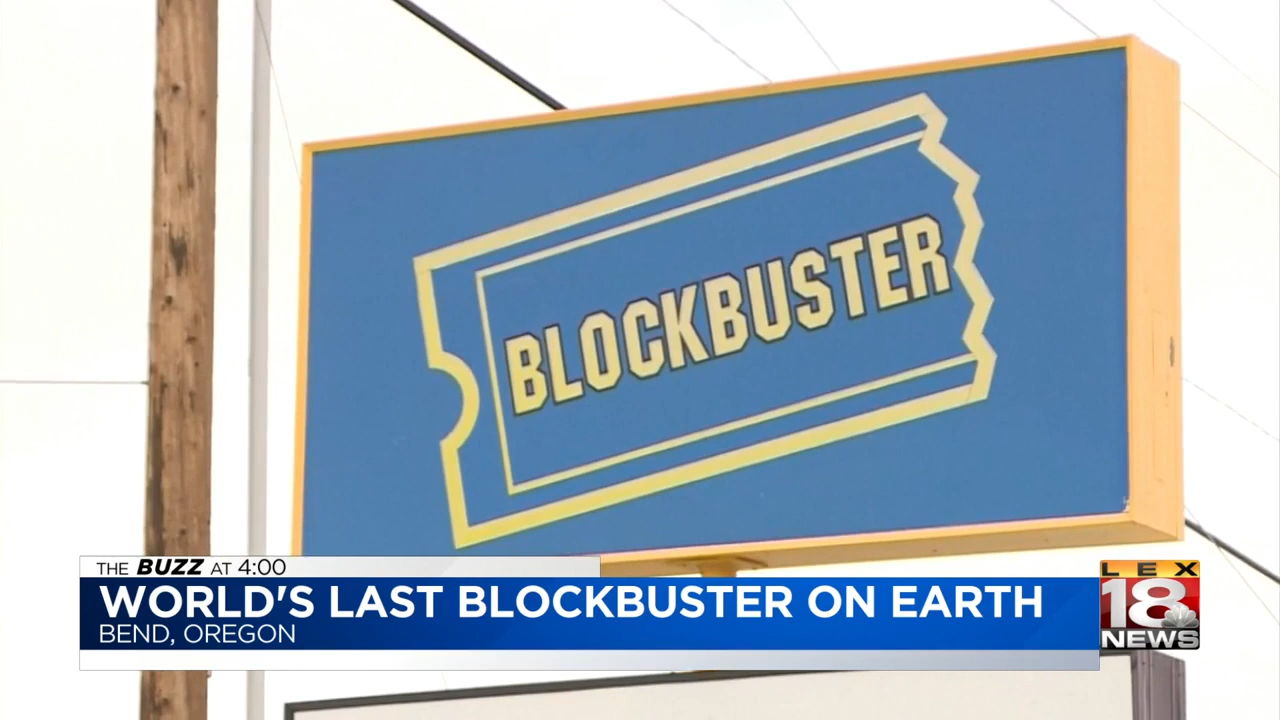 BLOCKBUSTER
THE BUZZ AT 4:00
WORLD'S LAST BLOCKBUSTER ON EARTH
BEND, OREGON
LEX
18
NEWS